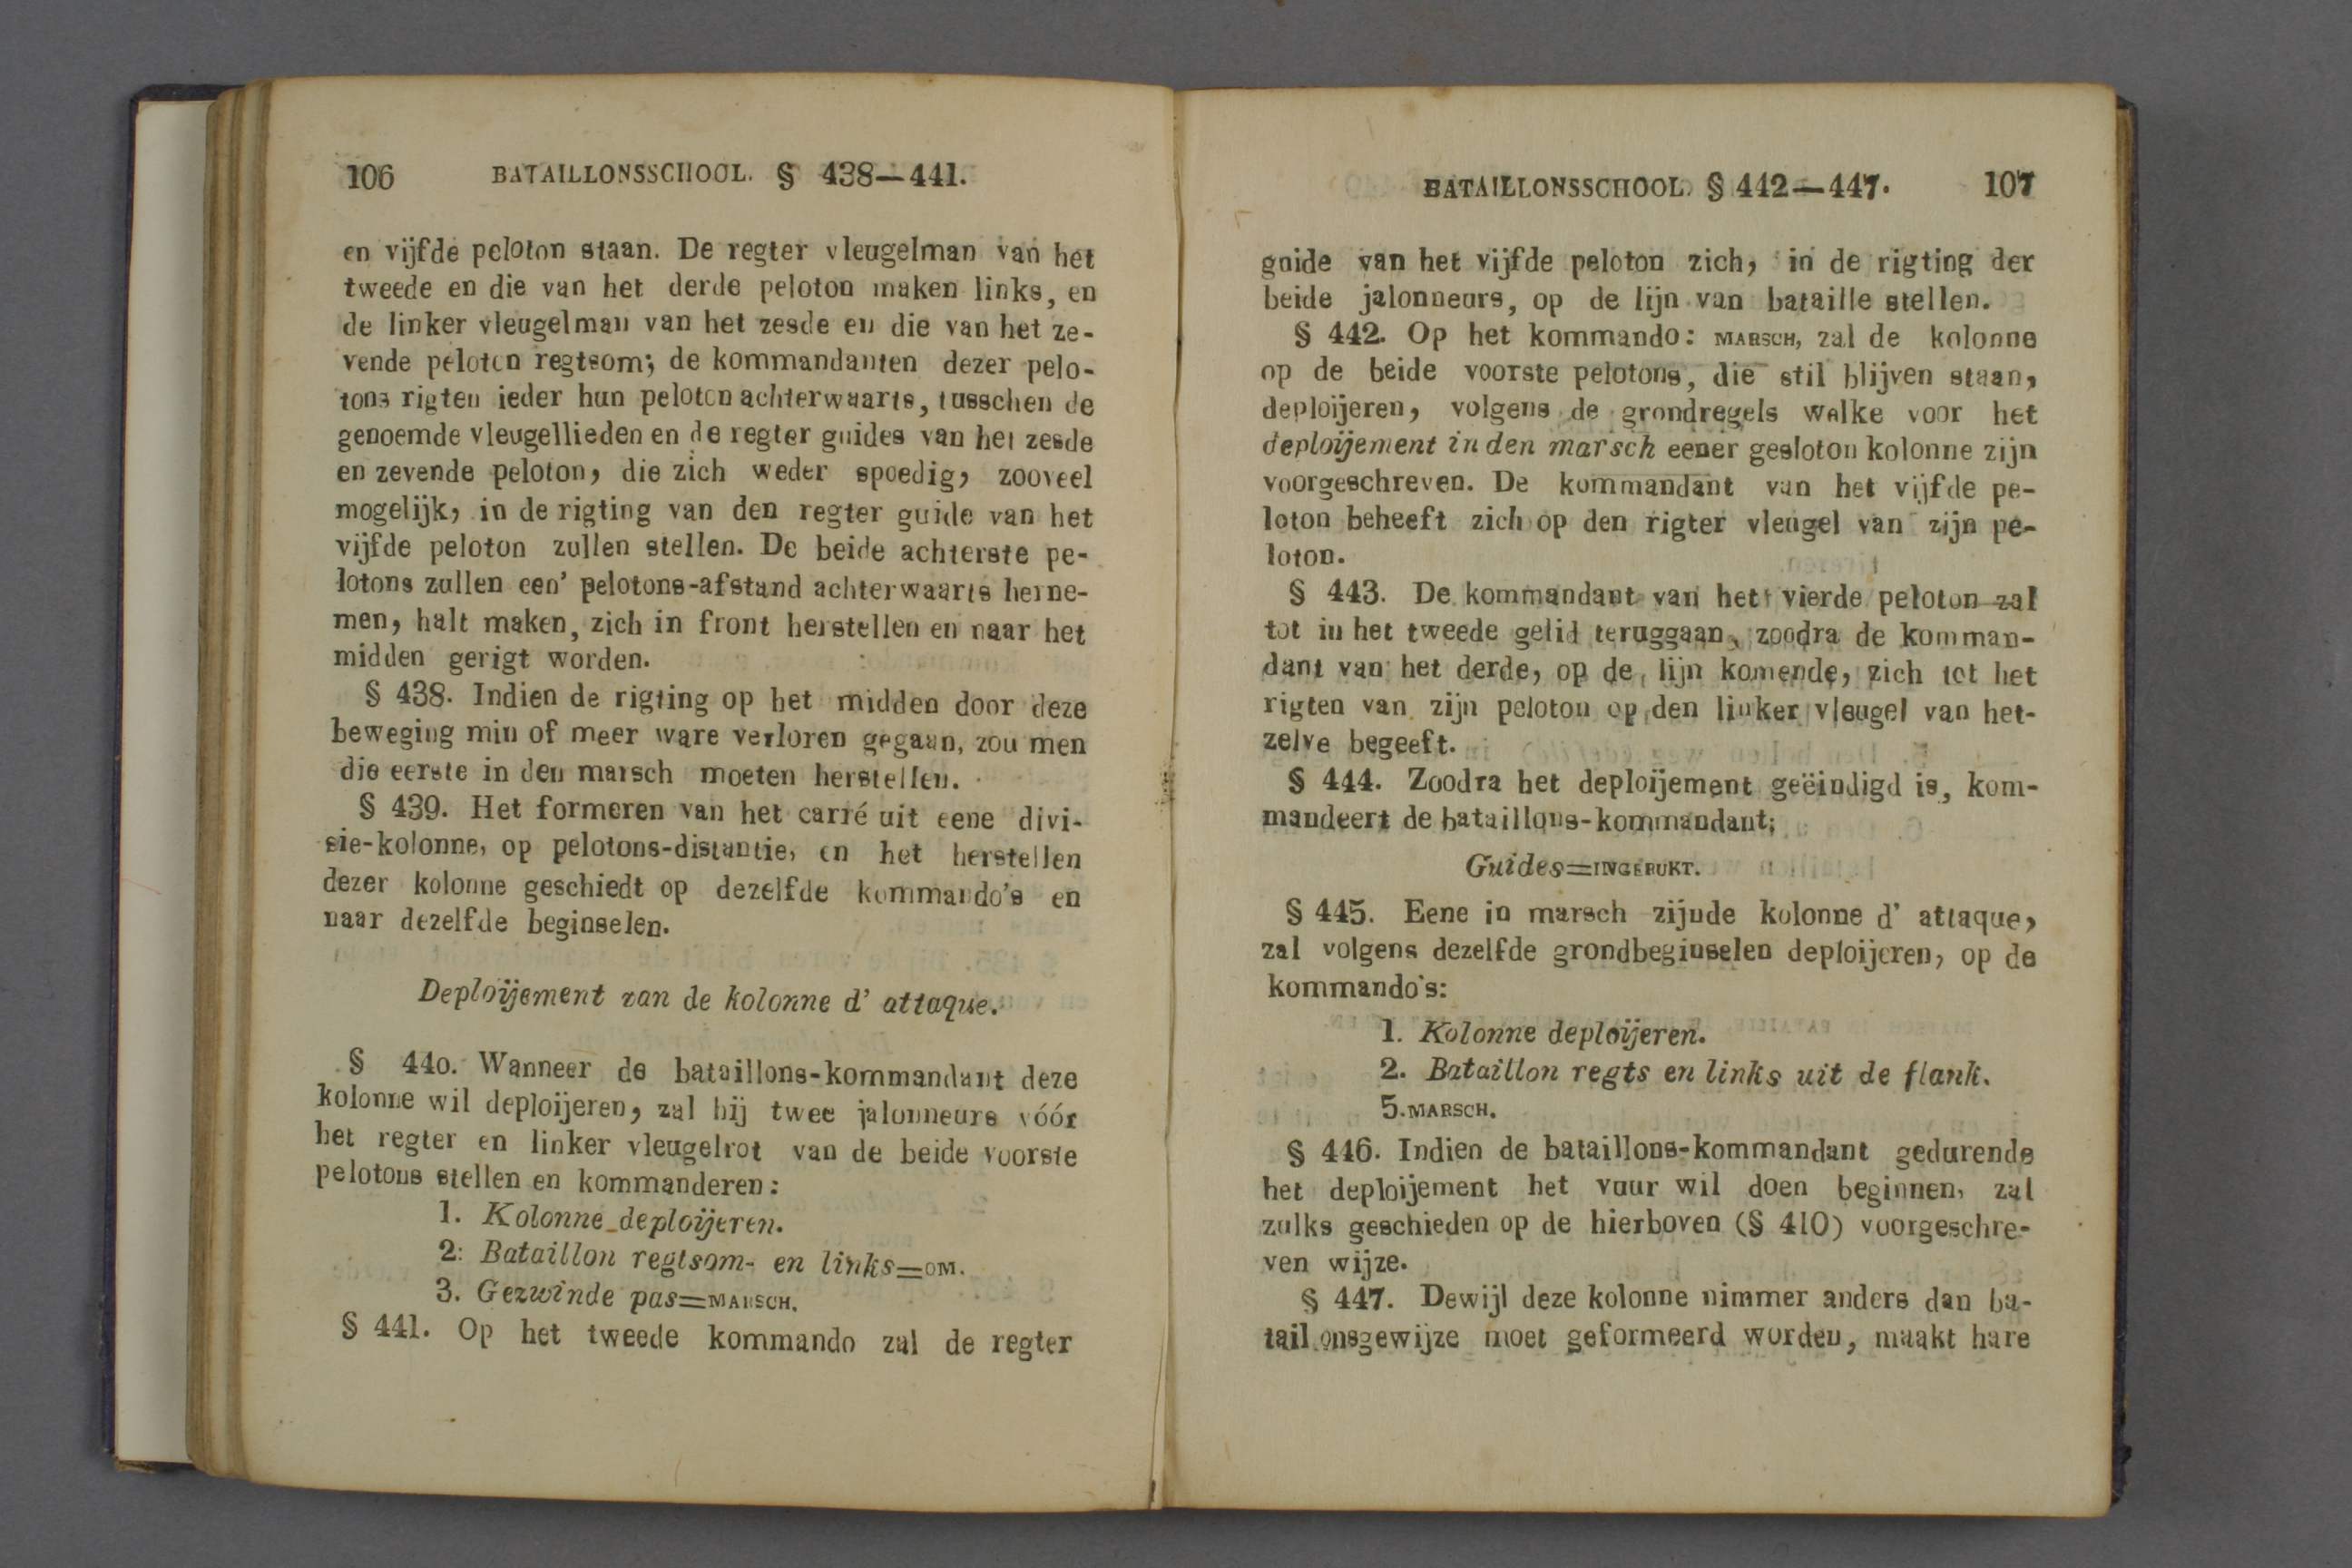 106 BATAILLONSSCHOOL. § 438—441.
en vijfde peloton staan. De regter vleugelman van het
tweede en die van het derde peloton maken links, en
de linker vleugelman van het zesde en die van het ze-
vende peloton regtsom; de kommandanten dezer pelo-
tons rigten ieder hun peloton achterwaarts, tusschen de
genoemde vleugellieden en de regter guides van het zesde
en zevende peloton, die zich weder spoedig, zooveel
mogelijk, in de rigting van den regter guide van het
vijfde peloton zullen stellen. De beide achterste pe-
lotons zullen een' pelotons-afstand achterwaarts herne-
men, halt maken, zich in front herstellen en naar het
midden gerigt worden.
§ 438. Indien de rigting op het midden door deze
beweging min of meer ware verloren gegaan, zou men
die eerste in den marsch moeten herstellen.
§ 439. Het formeren van het carré uit eene divi-
sie-kolonne, op pelotons-distantie, en het herstellen
dezer kolonne geschiedt op dezelfde kommando's en
naar dezelfde beginselen.
Deploijement van de kolonne d' attaque.
§ 440. Wanneer de bataillons-kommandant deze
kolonne wil deploijeren, zal hij twee jalonneurs vóór
het regter en linker vleugelrot van de beide voorste
pelotons stellen en kommanderen:
1. Kolonne deploijeren.
2: Bataillon regtsom- en links=OM.
3. Gezwinde pas=MARSCH.
§ 441. Op het tweede kommando zal de regter
BATAILLONSSCHOOL. § 442—447. 107
guide van het vijfde peloton zich, in de rigting der
beide jalonneurs, op de lijn van bataille stellen.
§ 442. Op het kommando: MARSCH, zal de kolonne
op de beide voorste pelotons, die stil blijven staan,
deploijeren, volgens de grondregels welke voor het
deploijement in den marsch eener gesloton kolonne zijn
voorgeschreven. De kommandant van het vijfde pe-
loton beheeft zich op den rigter vleugel van zijn pe-
loton.
§ 443. De kommandant van het vierde peloton zal
tot in het tweede gelid teruggaan, zoodra de komman-
dant van het derde, op de lijn komende, zich tot het
rigten van zijn peloton op den linker vleugel van het-
zelve begeeft.
§ 444. Zoodra het deploijement geëindigd is, kom-
mandeert de bataillons-kommandant;
Guides=INGERUKT.
§ 445. Eene in marsch zijnde kolonne d' attaque,
zal volgens dezelfde grondbeginselen deploijeren, op de
kommando's:
1. Kolonne deploijeren.
2. Bataillon regts en links uit de flank.
5. MARSCH.
§ 446. Indien de bataillons-kommandant gedurende
het deploijement het vuur wil doen beginnen, zal
zulks geschieden op de hierboven (§ 410) voorgeschre-
ven wijze.
§ 447. Dewijl deze kolonne nimmer anders dan ba-
tail onsgewijze moet geformeerd worden, maakt hare